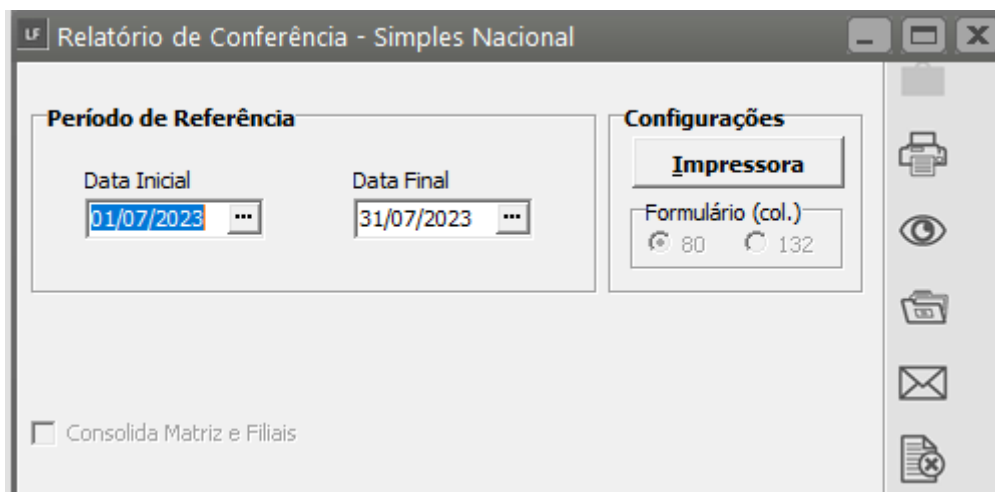 LF Relatório de Conferência - Simples Nacional
Período de Referência
Data Inicial
Data Final
01/07/2023 ...
31/07/2023 ...
Configurações
Impressora
Formulário (col.)
80
132
Consolida Matriz e Filiais